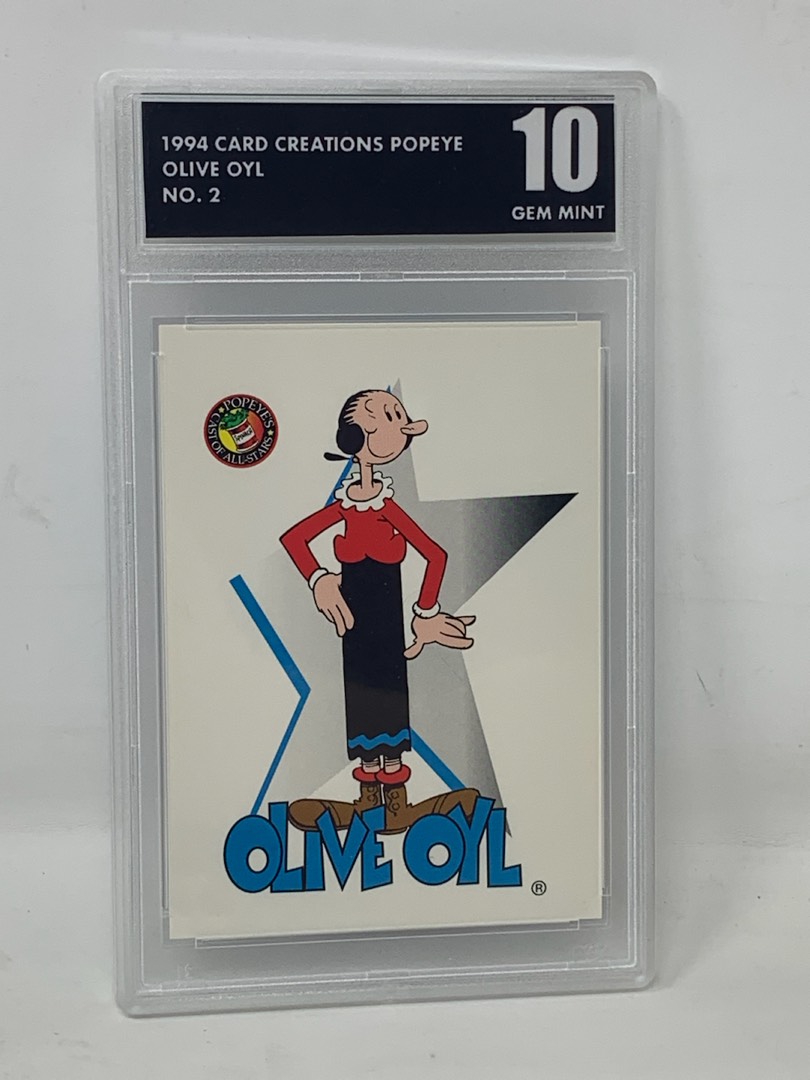 1994 CARD CREATIONS POPEYE
OLIVE OYL
NO. 2
10
GEM MINT
POPEYE'S
CAST OF ALL-STARS
OLIVE OYL
®